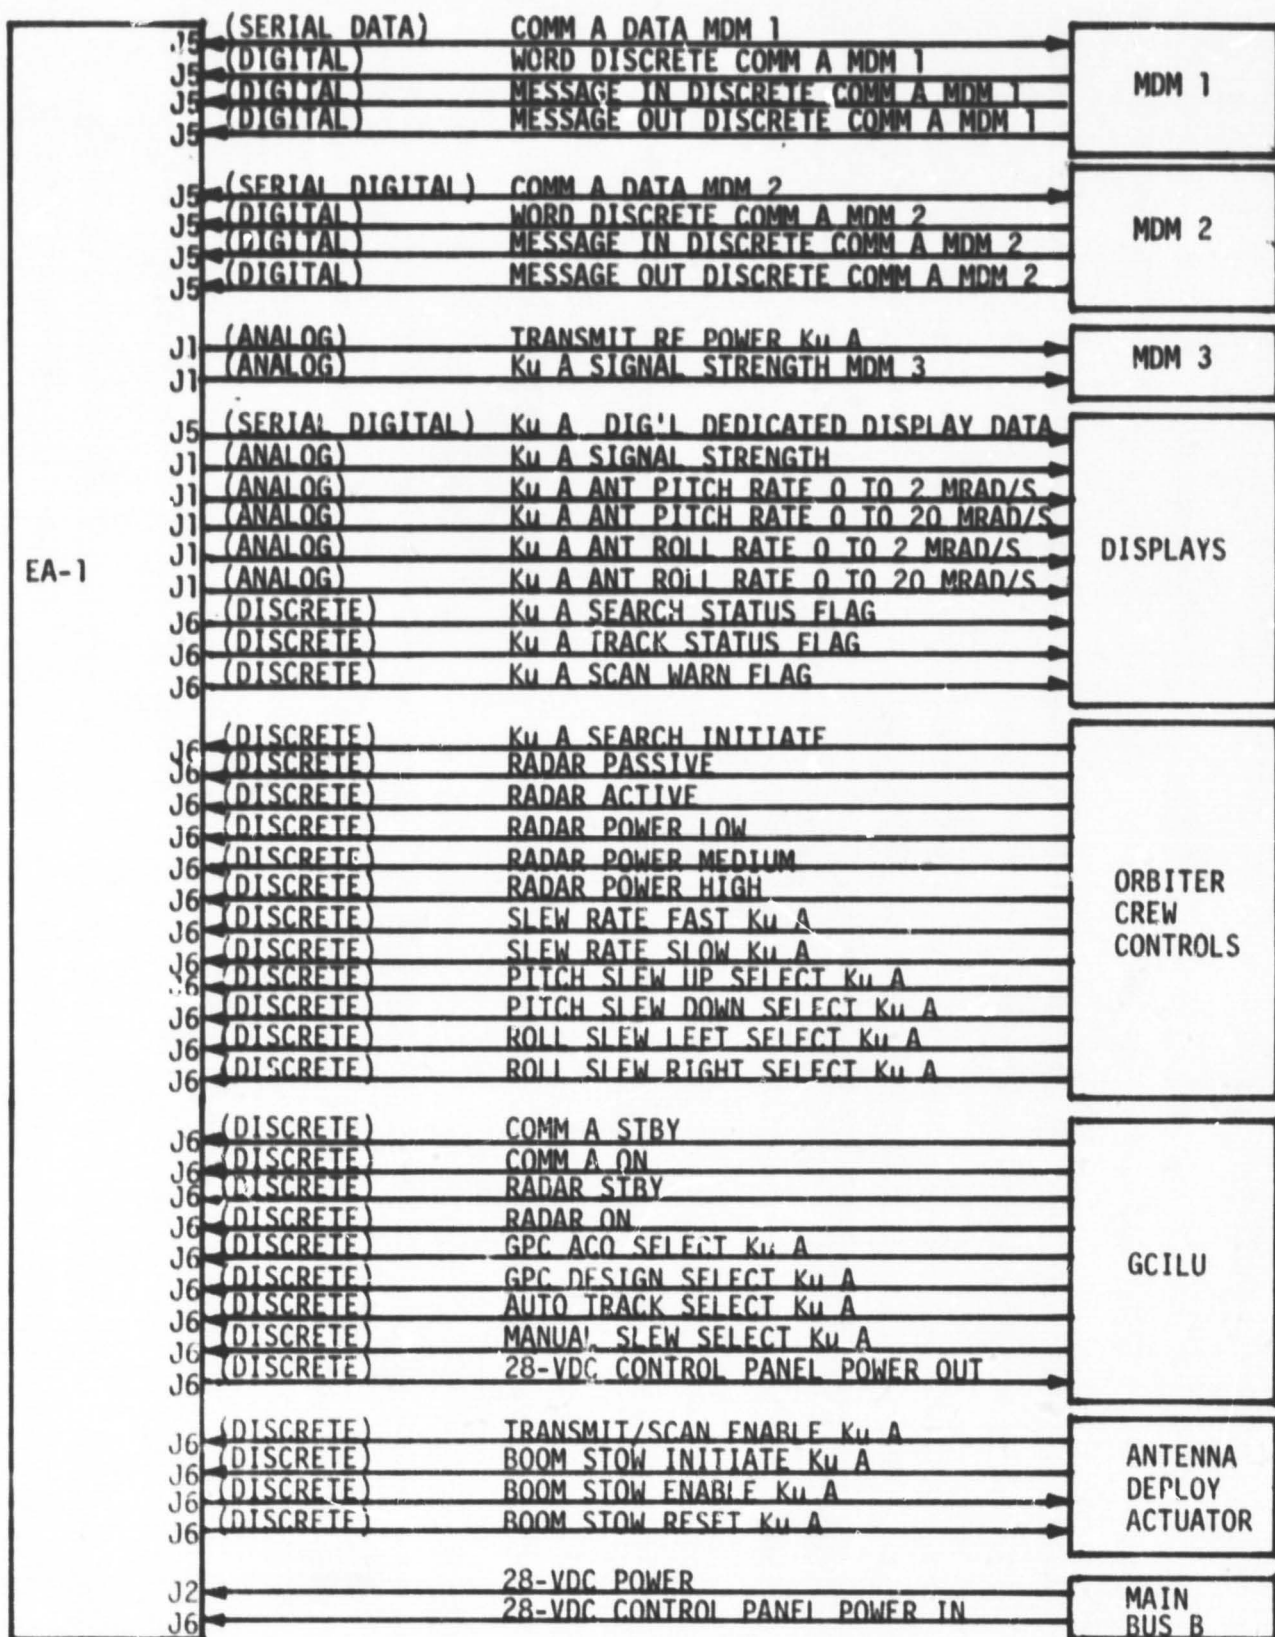 J5 (SERIAL DATA) COMM A DATA MDM 1
J5 (DIGITAL) WORD DISCRETE COMM A MDM 1
J5 (DIGITAL) MESSAGE IN DISCRETE COMM A MDM 1
J5 (DIGITAL) MESSAGE OUT DISCRETE COMM A MDM 1
MDM 1
J5 (SERIAL DIGITAL) COMM A DATA MDM 2
J5 (DIGITAL) WORD DISCRETE COMM A MDM 2
J5 (DIGITAL) MESSAGE IN DISCRETE COMM A MDM 2
J5 (DIGITAL) MESSAGE OUT DISCRETE COMM A MDM 2
MDM 2
J1 (ANALOG) TRANSMIT RF POWER Ku A
J1 (ANALOG) Ku A SIGNAL STRENGTH MDM 3
MDM 3
J5 (SERIAL DIGITAL) Ku A DIG'L DEDICATED DISPLAY DATA
J1 (ANALOG) Ku A SIGNAL STRENGTH
J1 (ANALOG) Ku A ANT PITCH RATE 0 TO 2 MRAD/S
J1 (ANALOG) Ku A ANT PITCH RATE 0 TO 20 MRAD/S
J1 (ANALOG) Ku A ANT ROLL RATE 0 TO 2 MRAD/S
J1 (ANALOG) Ku A ANT ROLL RATE 0 TO 20 MRAD/S
J6 (DISCRETE) Ku A SEARCH STATUS FLAG
J6 (DISCRETE) Ku A TRACK STATUS FLAG
J6 (DISCRETE) Ku A SCAN WARN FLAG
DISPLAYS
EA-1
J6 (DISCRETE) Ku A SEARCH INITIATE
J6 (DISCRETE) RADAR PASSIVE
J6 (DISCRETE) RADAR ACTIVE
J6 (DISCRETE) RADAR POWER LOW
J6 (DISCRETE) RADAR POWER MEDIUM
J6 (DISCRETE) RADAR POWER HIGH
J6 (DISCRETE) SLEW RATE FAST Ku A
J6 (DISCRETE) SLEW RATE SLOW Ku A
J6 (DISCRETE) PITCH SLEW UP SELECT Ku A
J6 (DISCRETE) PITCH SLEW DOWN SELECT Ku A
J6 (DISCRETE) ROLL SLEW LEFT SELECT Ku A
J6 (DISCRETE) ROLL SLEW RIGHT SELECT Ku A
ORBITER
CREW
CONTROLS
J6 (DISCRETE) COMM A STBY
J6 (DISCRETE) COMM A ON
J6 (DISCRETE) RADAR STBY
J6 (DISCRETE) RADAR ON
J6 (DISCRETE) GPC ACQ SELECT Ku A
J6 (DISCRETE) GPC DESIGN SELECT Ku A
J6 (DISCRETE) AUTO TRACK SELECT Ku A
J6 (DISCRETE) MANUAL SLEW SELECT Ku A
J6 (DISCRETE) 28-VDC CONTROL PANEL POWER OUT
GCILU
J6 (DISCRETE) TRANSMIT/SCAN ENABLE Ku A
J6 (DISCRETE) BOOM STOW INITIATE Ku A
J6 (DISCRETE) BOOM STOW ENABLE Ku A
J6 (DISCRETE) BOOM STOW RESET Ku A
ANTENNA
DEPLOY
ACTUATOR
J2 28-VDC POWER
J6 28-VDC CONTROL PANEL POWER IN
MAIN
BUS B